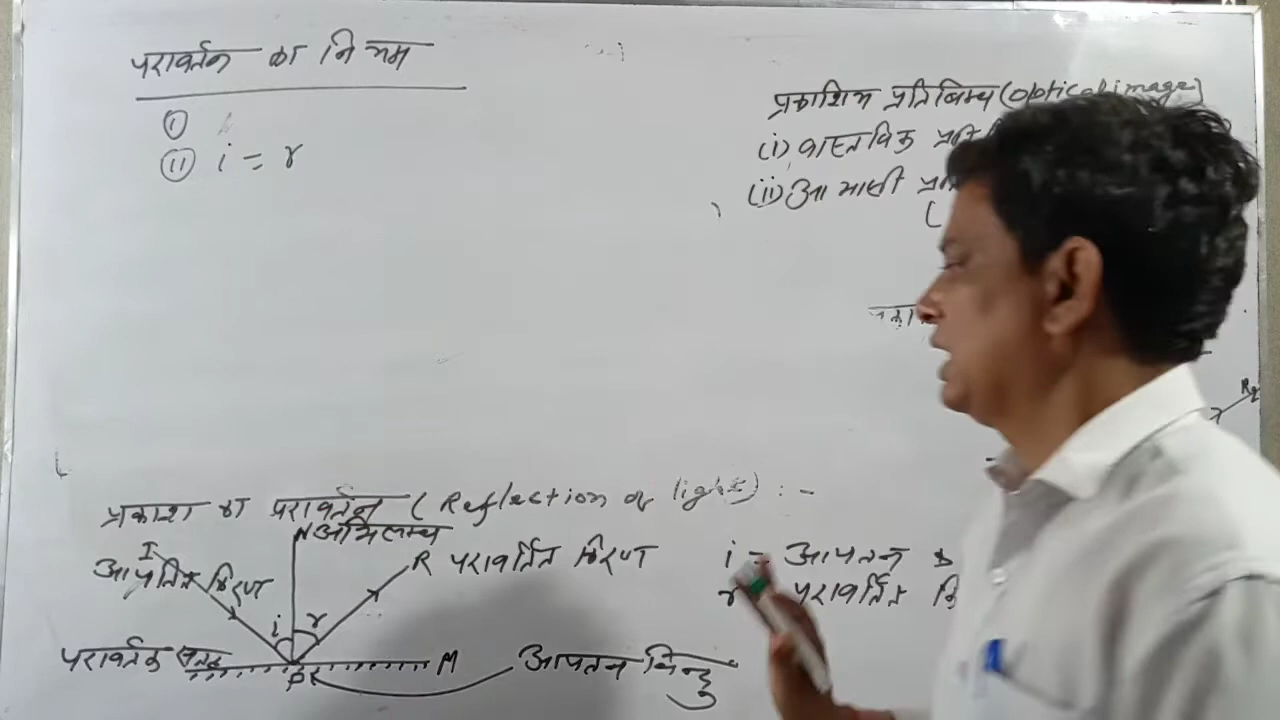 परावर्तन का नियम
(i)
(ii) i = r
प्रकाशिक प्रतिबिम्ब (Optical image)
(i) वास्तविक
(ii) आभासी
प्रकाश का परावर्तन (Reflection of light) : -
N अभिलम्ब
I
आपतित किरण
R परावर्तित किरण
i r
परावर्तक सतह
M
आपतन बिन्दु
i = आपतन
r परावर्तित